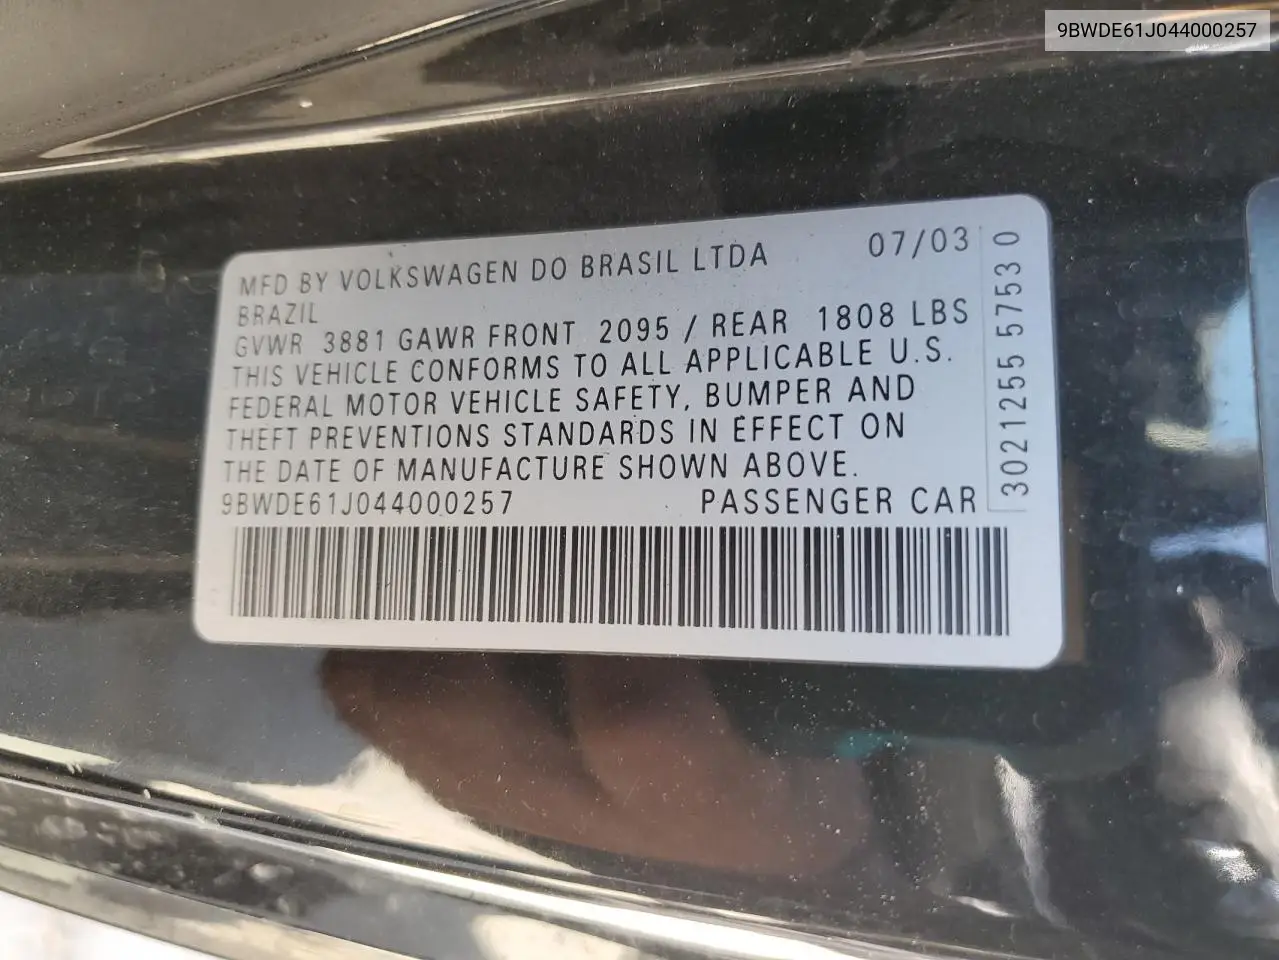 9BWDE61J044000257
MFD BY VOLKSWAGEN DO BRASIL LTDA 07/03
BRAZIL
GVWR 3881 GAWR FRONT 2095 / REAR 1808 LBS
THIS VEHICLE CONFORMS TO ALL APPLICABLE U.S.
FEDERAL MOTOR VEHICLE SAFETY, BUMPER AND
THEFT PREVENTIONS STANDARDS IN EFFECT ON
THE DATE OF MANUFACTURE SHOWN ABOVE.
9BWDE61J044000257 PASSENGER CAR
3021255 5753 0